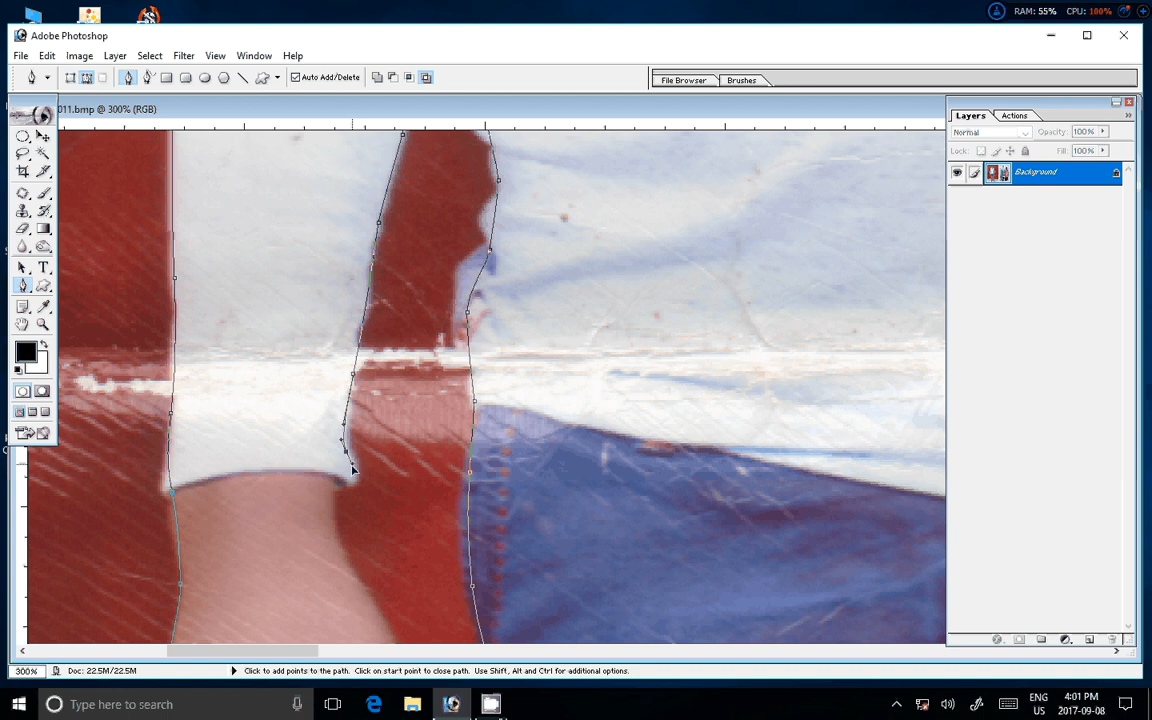 RAM: 55% CPU: 100%
Adobe Photoshop
File Edit Image Layer Select Filter View Window Help
Auto Add/Delete
File Browser Brushes
011.bmp @ 300% (RGB)
Layers Actions
Normal Opacity: 100%
Lock: Fill: 100%
Background
T
300% Doc: 22.5M/22.5M Click to add points to the path. Click on start point to close path. Use Shift, Alt and Ctrl for additional options.
Type here to search
ENG 4:01 PM
US 2017-09-08